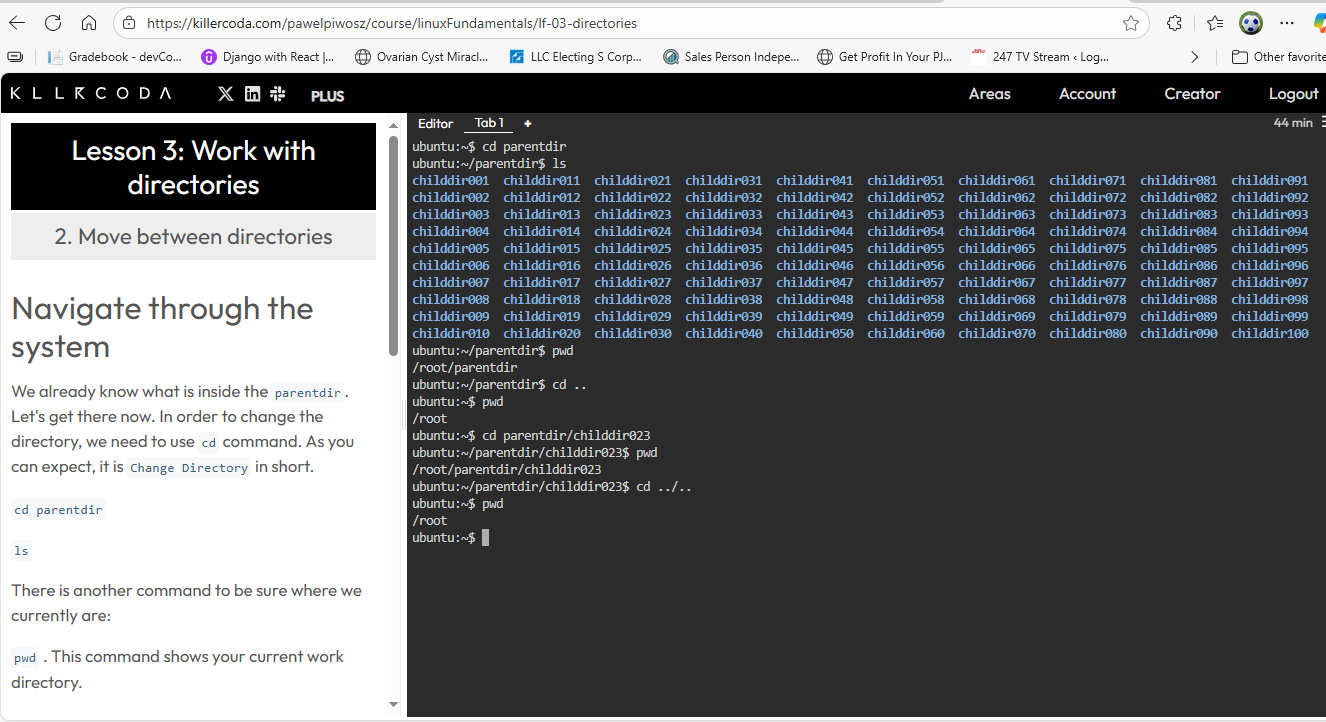 https://killercoda.com/pawelpiwosz/course/linuxFundamentals/lf-03-directories
Gradebook - devCo... Django with React |... Ovarian Cyst Miracl... LLC Electing S Corp... Sales Person Indepe... Get Profit In Your PJ... 247 TV Stream ‹ Log... Other favorite
KLLRCODA PLUS Areas Account Creator Logout
Lesson 3: Work with
directories
2. Move between directories
Navigate through the
system
We already know what is inside the parentdir .
Let's get there now. In order to change the
directory, we need to use cd command. As you
can expect, it is Change Directory in short.
cd parentdir
ls
There is another command to be sure where we
currently are:
pwd . This command shows your current work
directory.
Editor Tab 1 + 44 min
ubuntu:~$ cd parentdir
ubuntu:~/parentdir$ ls
childdir001 childdir011 childdir021 childdir031 childdir041 childdir051 childdir061 childdir071 childdir081 childdir091
childdir002 childdir012 childdir022 childdir032 childdir042 childdir052 childdir062 childdir072 childdir082 childdir092
childdir003 childdir013 childdir023 childdir033 childdir043 childdir053 childdir063 childdir073 childdir083 childdir093
childdir004 childdir014 childdir024 childdir034 childdir044 childdir054 childdir064 childdir074 childdir084 childdir094
childdir005 childdir015 childdir025 childdir035 childdir045 childdir055 childdir065 childdir075 childdir085 childdir095
childdir006 childdir016 childdir026 childdir036 childdir046 childdir056 childdir066 childdir076 childdir086 childdir096
childdir007 childdir017 childdir027 childdir037 childdir047 childdir057 childdir067 childdir077 childdir087 childdir097
childdir008 childdir018 childdir028 childdir038 childdir048 childdir058 childdir068 childdir078 childdir088 childdir098
childdir009 childdir019 childdir029 childdir039 childdir049 childdir059 childdir069 childdir079 childdir089 childdir099
childdir010 childdir020 childdir030 childdir040 childdir050 childdir060 childdir070 childdir080 childdir090 childdir100
ubuntu:~/parentdir$ pwd
/root/parentdir
ubuntu:~/parentdir$ cd ..
ubuntu:~$ pwd
/root
ubuntu:~$ cd parentdir/childdir023
ubuntu:~/parentdir/childdir023$ pwd
/root/parentdir/childdir023
ubuntu:~/parentdir/childdir023$ cd ../..
ubuntu:~$ pwd
/root
ubuntu:~$